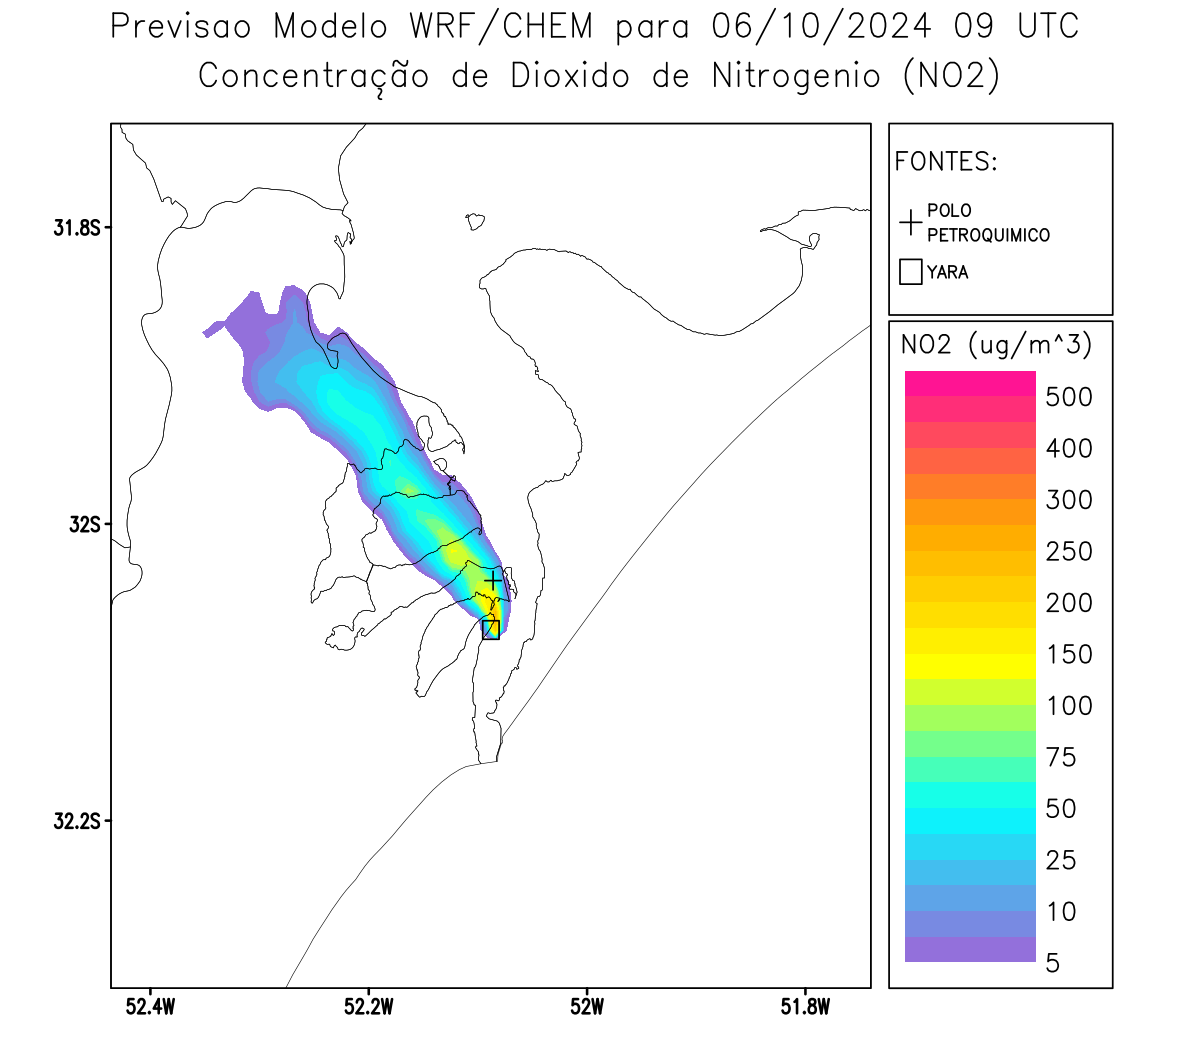 Previsao Modelo WRF/CHEM para 06/10/2024 09 UTC
Concentração de Dioxido de Nitrogenio (NO2)
FONTES:
POLO
PETROQUIMICO
YARA
NO2 (ug/m^3)
500
400
300
250
200
150
100
75
50
25
10
5
31.8S
32S
32.2S
52.4W
52.2W
52W
51.8W